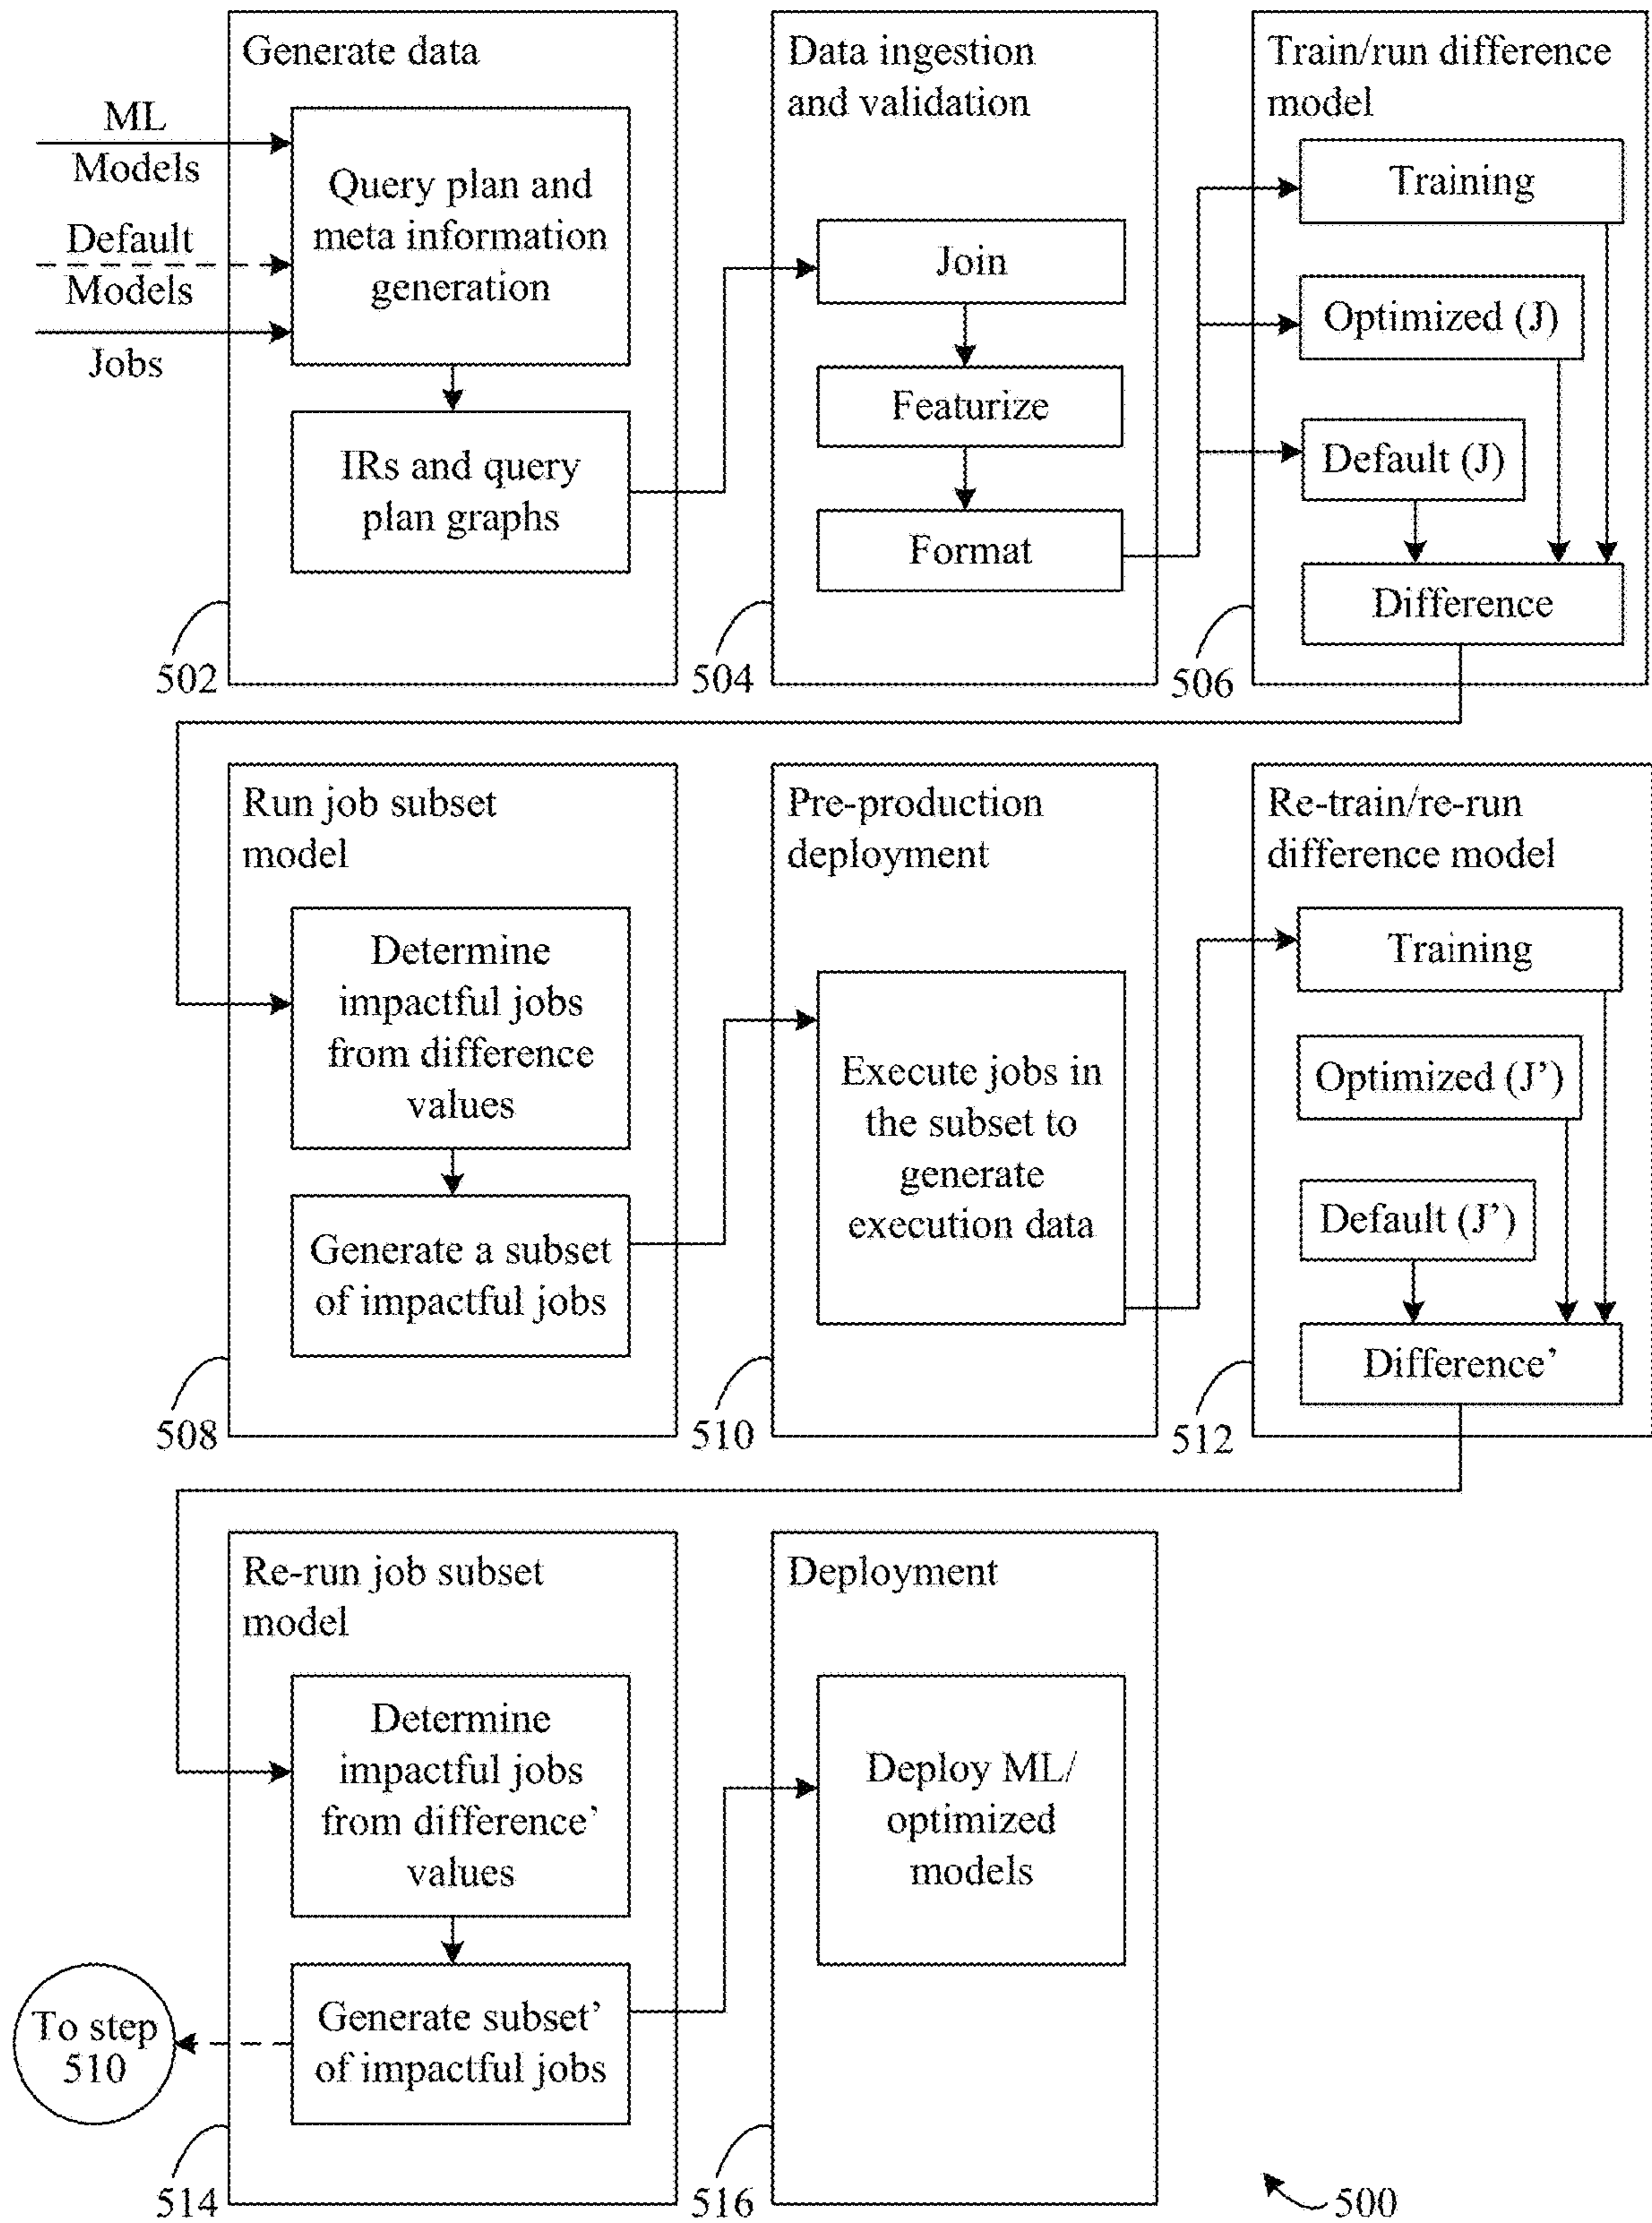 Generate data
ML
Models
Default
Models
Jobs
Query plan and
meta information
generation
IRs and query
plan graphs
502
Data ingestion
and validation
Join
Featurize
Format
504
Train/run difference
model
Training
Optimized (J)
Default (J)
Difference
506
Run job subset
model
Determine
impactful jobs
from difference
values
Generate a subset
of impactful jobs
508
Pre-production
deployment
Execute jobs in
the subset to
generate
execution data
510
Re-train/re-run
difference model
Training
Optimized (J’)
Default (J’)
Difference’
512
Re-run job subset
model
Determine
impactful jobs
from difference’
values
Generate subset’
of impactful jobs
To step
510
514
Deployment
Deploy ML/
optimized
models
516
500